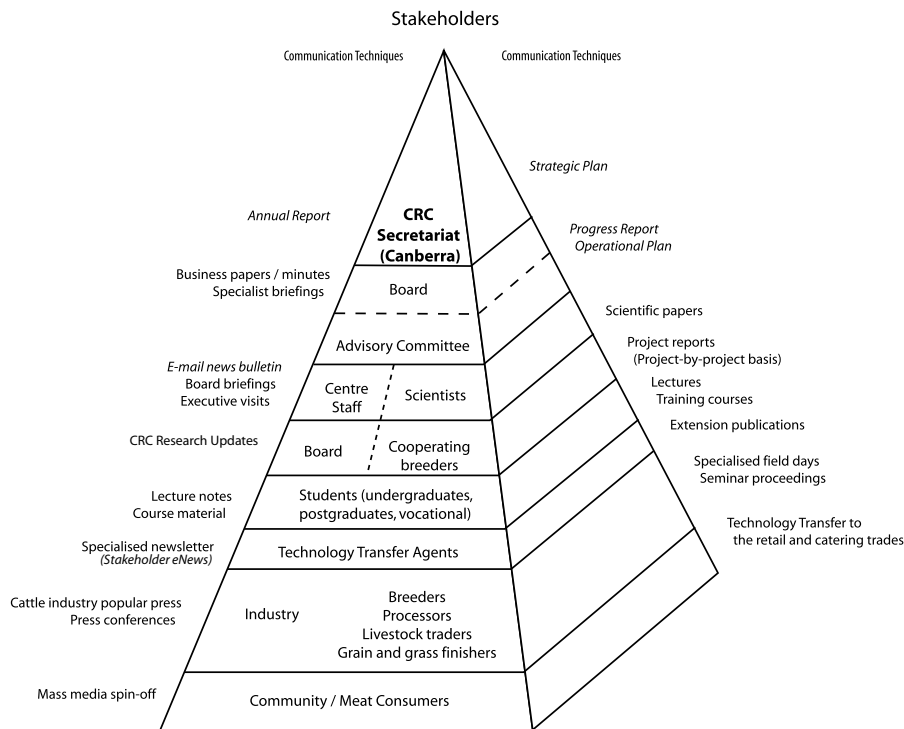 Stakeholders
Communication Techniques
Communication Techniques
Strategic Plan
Annual Report
CRC
Secretariat
(Canberra)
Progress Report
Operational Plan
Business papers / minutes
Specialist briefings
Board
Scientific papers
Advisory Committee
Project reports
(Project-by-project basis)
E-mail news bulletin
Board briefings
Executive visits
Centre
Staff
Scientists
Lectures
Training courses
CRC Research Updates
Board
Cooperating
breeders
Extension publications
Specialised field days
Seminar proceedings
Lecture notes
Course material
Students (undergraduates,
postgraduates, vocational)
Technology Transfer to
the retail and catering trades
Specialised newsletter
(Stakeholder eNews)
Technology Transfer Agents
Cattle industry popular press
Press conferences
Industry
Breeders
Processors
Livestock traders
Grain and grass finishers
Mass media spin-off
Community / Meat Consumers